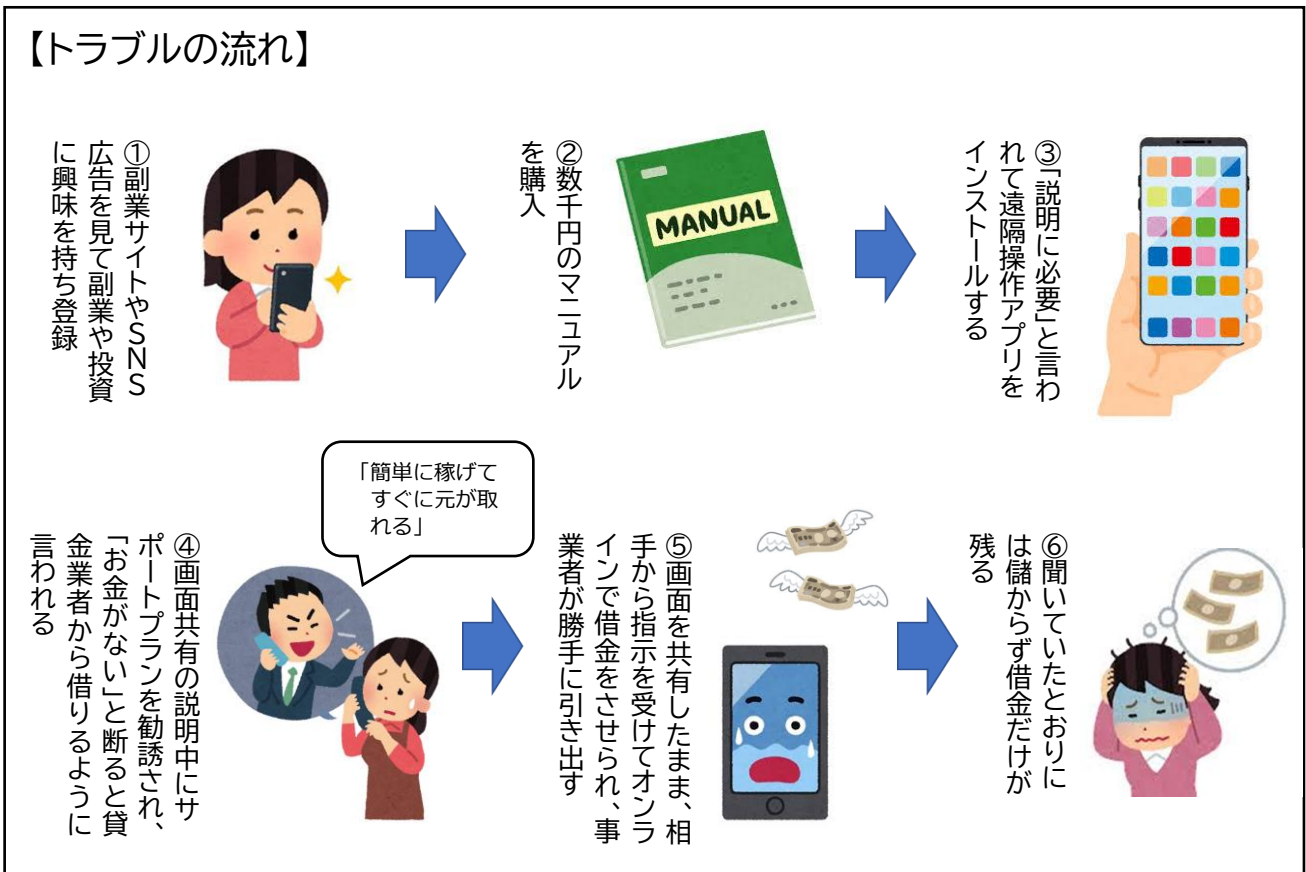 【トラブルの流れ】
①副業サイトやSNS
広告を見て副業や投資
に興味を持ち登録
②数千円のマニュアル
を購入
MANUAL
③「説明に必要」と言わ
れて遠隔操作アプリを
インストールする
④画面共有の説明中にサ
ポートプランを勧誘され、
「お金がない」と断ると貸
金業者から借りるように
言われる
「簡単に稼げて
すぐに元が取
れる」
⑤画面を共有したまま、相
手から指示を受けてオンラ
インで借金をさせられ、事
業者が勝手に引き出す
⑥聞いていたとおりに
は儲からず借金だけが
残る